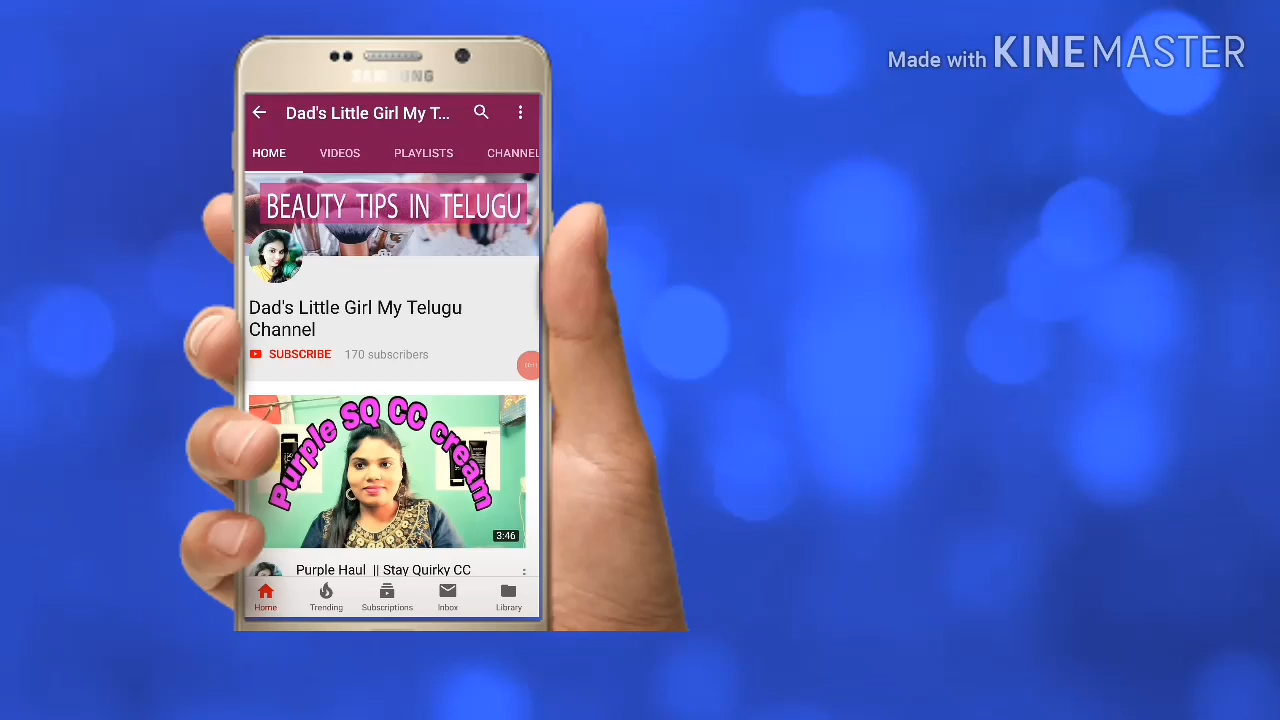 Made with KINEMASTER
SAMSUNG
Dad's Little Girl My T...
HOME VIDEOS PLAYLISTS CHANNEL
BEAUTY TIPS IN TELUGU
Dad's Little Girl My Telugu
Channel
SUBSCRIBE 170 subscribers
Purple SQ CC cream
3:46
Purple Haul || Stay Quirky CC
Home Trending Subscriptions Inbox Library